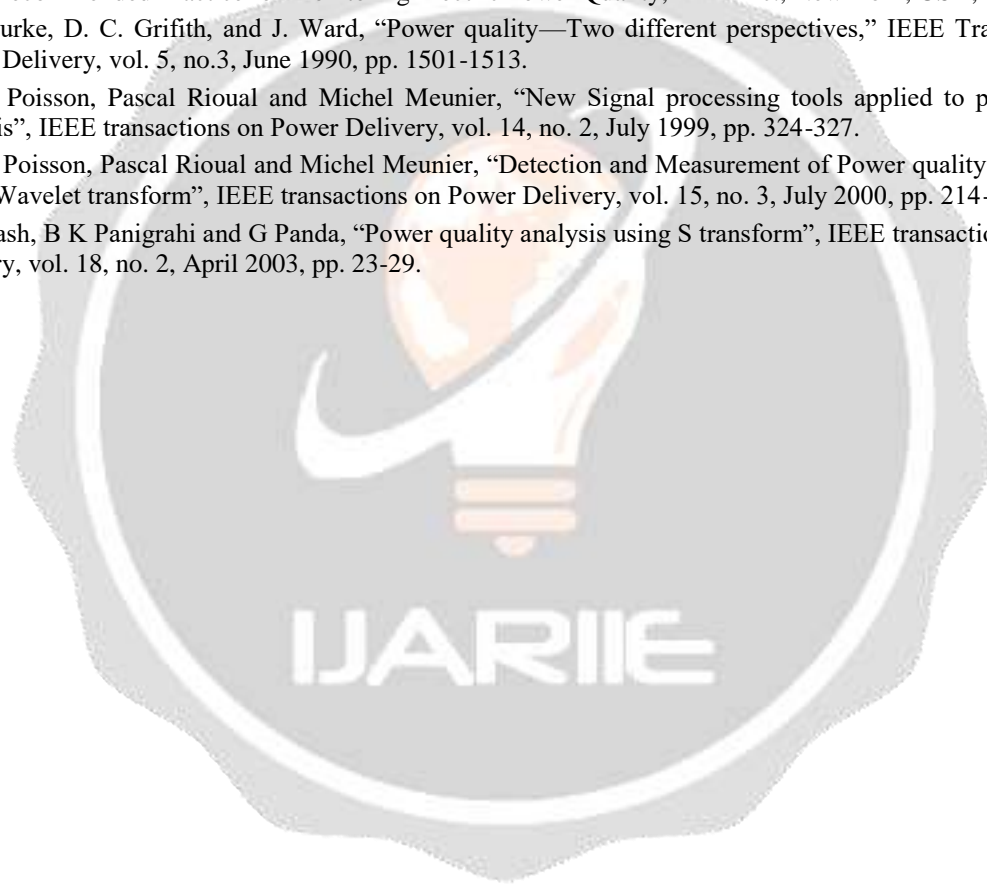 urke, D. C. Grifith, and J. Ward, “Power quality—Two different perspectives,” IEEE Tra
Delivery, vol. 5, no.3, June 1990, pp. 1501-1513.
Poisson, Pascal Rioual and Michel Meunier, “New Signal processing tools applied to p
is”, IEEE transactions on Power Delivery, vol. 14, no. 2, July 1999, pp. 324-327.
Poisson, Pascal Rioual and Michel Meunier, “Detection and Measurement of Power quality
Wavelet transform”, IEEE transactions on Power Delivery, vol. 15, no. 3, July 2000, pp. 214-
ash, B K Panigrahi and G Panda, “Power quality analysis using S transform”, IEEE transactio
ry, vol. 18, no. 2, April 2003, pp. 23-29.
IJARIIE